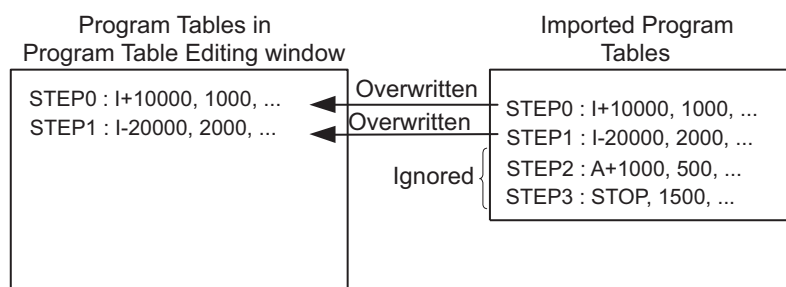 Program Tables in
Program Table Editing window
STEP0 : I+10000, 1000, ...
STEP1 : I-20000, 2000, ...
Overwritten
Overwritten
Ignored
Imported Program
Tables
STEP0 : I+10000, 1000, ...
STEP1 : I-20000, 2000, ...
STEP2 : A+1000, 500, ...
STEP3 : STOP, 1500, ...